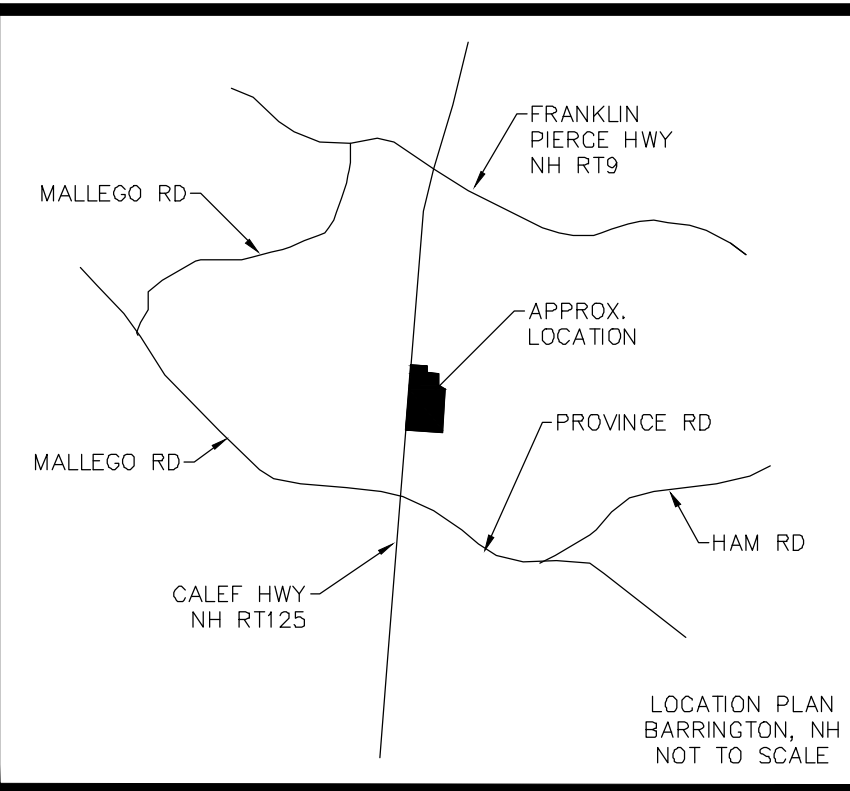 FRANKLIN
PIERCE HWY
NH RT9
MALLEGO RD
APPROX.
LOCATION
PROVINCE RD
MALLEGO RD
HAM RD
CALEF HWY
NH RT125
LOCATION PLAN
BARRINGTON, NH
NOT TO SCALE